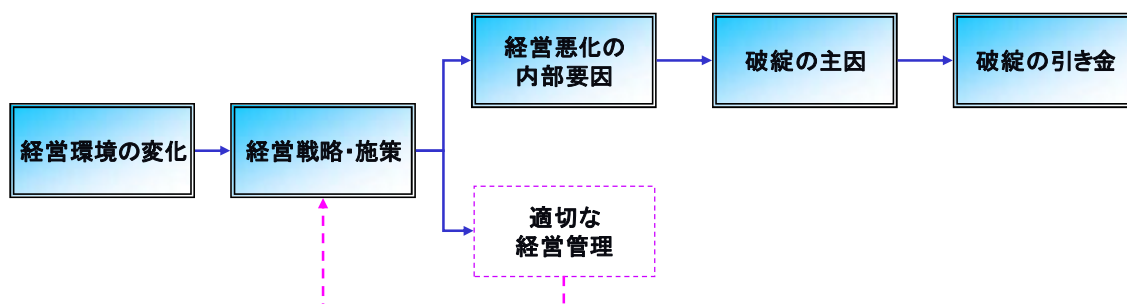 経営環境の変化
経営戦略・施策
経営悪化の
内部要因
破綻の主因
破綻の引き金
適切な
経営管理